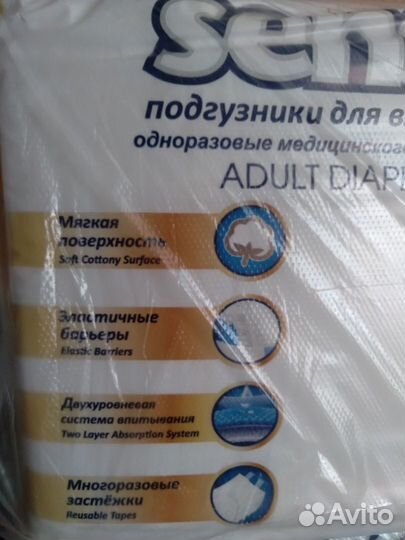 sen
подгузники для в
одноразовые медицинского
ADULT DIAP
Мягкая
поверхность
Soft Cottony Surface
Эластичные
барьеры
Elastic Barriers
Двухуровневая
система впитывания
Two Layer Absorption System
Многоразовые
застёжки
Reusable Tapes
Avito